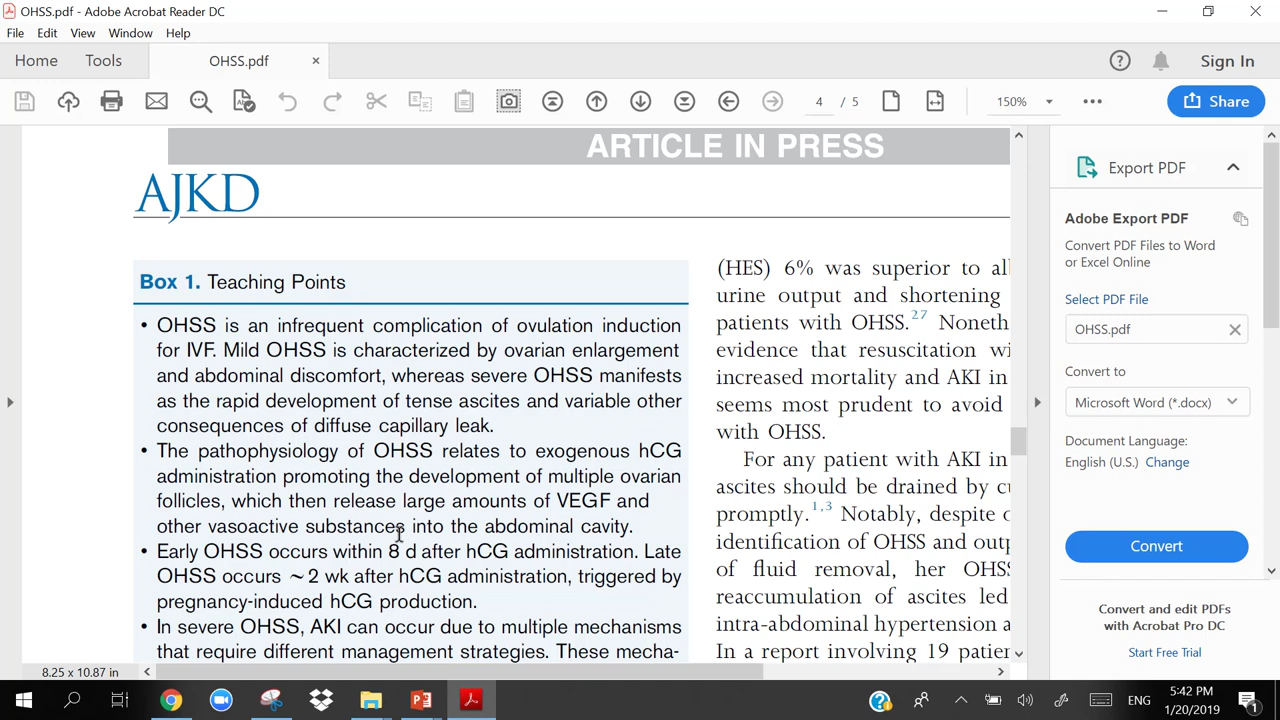 OHSS.pdf - Adobe Acrobat Reader DC
File Edit View Window Help
Home Tools OHSS.pdf × Sign In
4 / 5 150% Share
ARTICLE IN PRESS
AJKD
Box 1. Teaching Points
• OHSS is an infrequent complication of ovulation induction
for IVF. Mild OHSS is characterized by ovarian enlargement
and abdominal discomfort, whereas severe OHSS manifests
as the rapid development of tense ascites and variable other
consequences of diffuse capillary leak.
• The pathophysiology of OHSS relates to exogenous hCG
administration promoting the development of multiple ovarian
follicles, which then release large amounts of VEGF and
other vasoactive substances into the abdominal cavity.
• Early OHSS occurs within 8 d after hCG administration. Late
OHSS occurs ~2 wk after hCG administration, triggered by
pregnancy-induced hCG production.
• In severe OHSS, AKI can occur due to multiple mechanisms
that require different management strategies. These mecha-
(HES) 6% was superior to al
urine output and shortening
patients with OHSS.27 Noneth
evidence that resuscitation wi
increased mortality and AKI in
seems most prudent to avoid
with OHSS.
For any patient with AKI in
ascites should be drained by cu
promptly.1,3 Notably, despite o
identification of OHSS and outp
of fluid removal, her OHS
reaccumulation of ascites led
intra-abdominal hypertension a
In a report involving 19 patien
Export PDF
Adobe Export PDF
Convert PDF Files to Word
or Excel Online
Select PDF File
OHSS.pdf
Convert to
Microsoft Word (*.docx)
Document Language:
English (U.S.) Change
Convert
Convert and edit PDFs
with Acrobat Pro DC
Start Free Trial
8.25 x 10.87 in
ENG
5:42 PM
1/20/2019
1